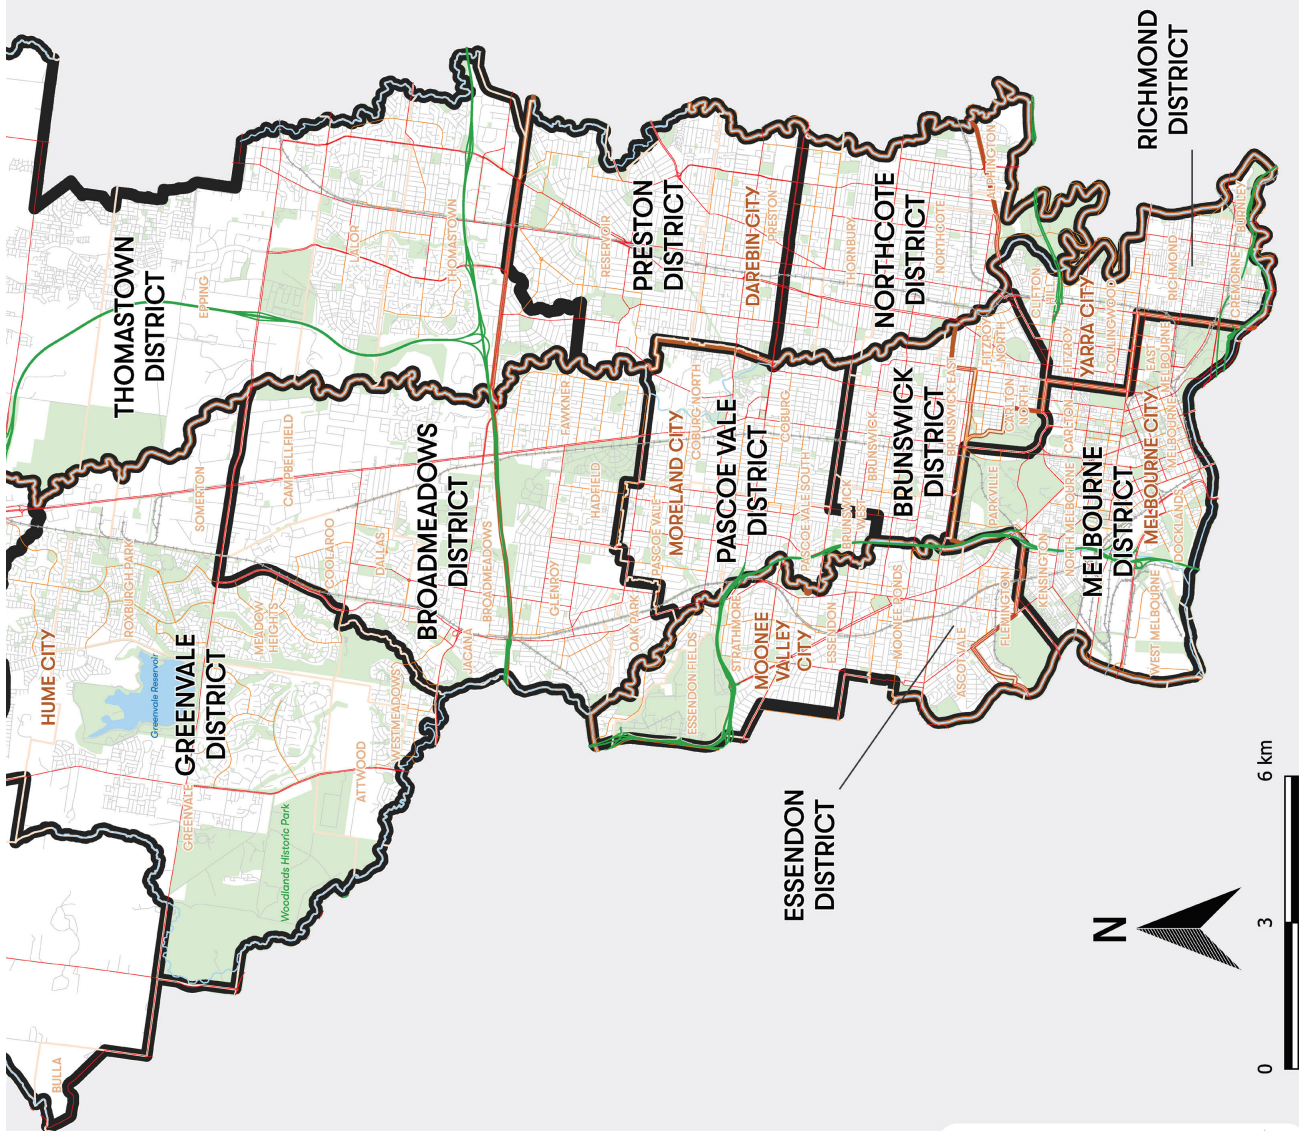 HUME CITY
BULLA
THOMASTOWN
DISTRICT
ROXBURGH PARK
Greenvale Reservoir
GREENVALE
DISTRICT
GREENVALE
SOMERTON
EPPING
MEADOW
HEIGHTS
Woodlands Historic Park
CAMPBELLFIELD
COOLAROO
LALOR
ATTWOOD
DALLAS
WESTMEADOWS
BROADMEADOWS
DISTRICT
THOMASTOWN
JACANA
BROADMEADOWS
GLENROY
FAWKNER
HADFIELD
RESERVOIR
PRESTON
DISTRICT
OAK PARK
PASCOE VALE
MORELAND CITY
COBURG NORTH
ESSENDON FIELDS
PASCOE VALE
DISTRICT
STRATHMORE
DAREBIN CITY
PRESTON
MOONEE
VALLEY
CITY
COBURG
PASCOE VALE SOUTH
ESSENDON
DISTRICT
ESSENDON
BRUNSWICK
WEST
THORNBURY
BRUNSWICK
NORTHCOTE
DISTRICT
MOONEE PONDS
BRUNSWICK
DISTRICT
NORTHCOTE
BRUNSWICK EAST
ASCOT VALE
ALPHINGTON
FITZROY
NORTH
PARKVILLE
FLEMINGTON
CARLTON
NORTH
CLIFTON
HILL
KENSINGTON
NORTH MELBOURNE
CARLTON
FITZROY
YARRA CITY
MELBOURNE
DISTRICT
COLLINGWOOD
N
RICHMOND
DISTRICT
WEST MELBOURNE
MELBOURNE CITY
EAST
MELBOURNE
MELBOURNE
DOCKLANDS
RICHMOND
CREMORNE
BURNLEY
0
3
6 km